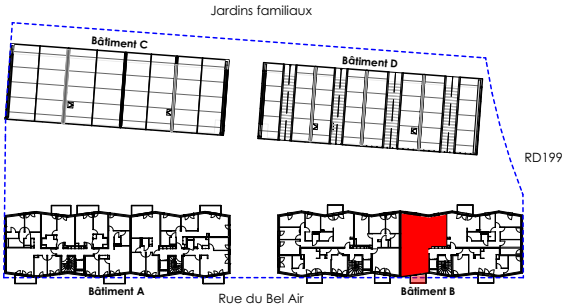 Jardins familiaux
Bâtiment C
Bâtiment D
RD199
Bâtiment A
Bâtiment B
Rue du Bel Air